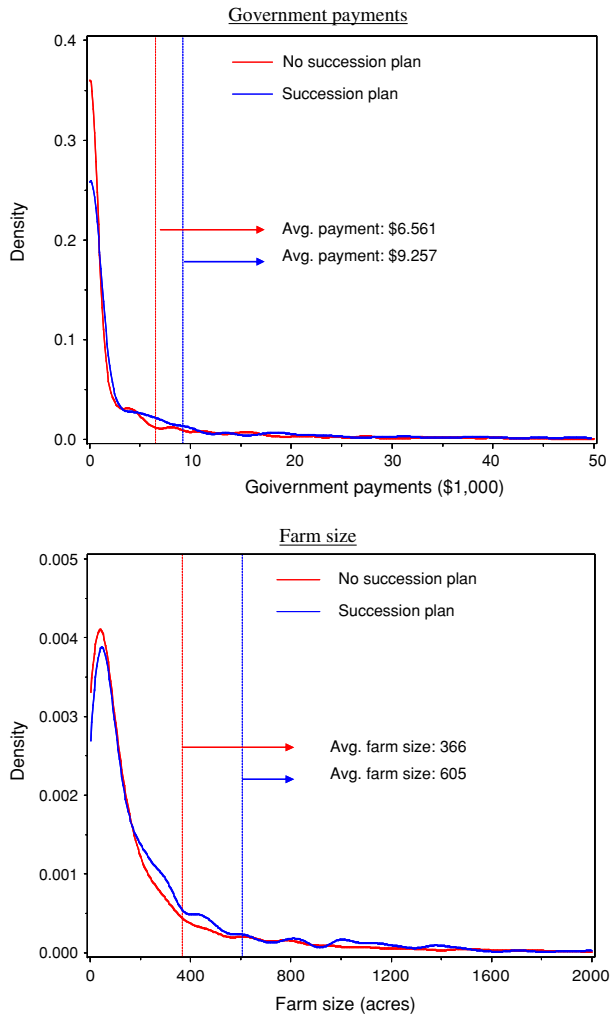 Government payments
0.4
No succession plan
Succession plan
0.3
Density
0.2
Avg. payment: $6.561
Avg. payment: $9.257
0.1
0.0
0
10
20
30
40
50
Goivernment payments ($1,000)
Farm size
0.005
No succession plan
Succession plan
0.004
0.003
Density
Avg. farm size: 366
Avg. farm size: 605
0.002
0.001
0.000
0
400
800
1200
1600
2000
Farm size (acres)